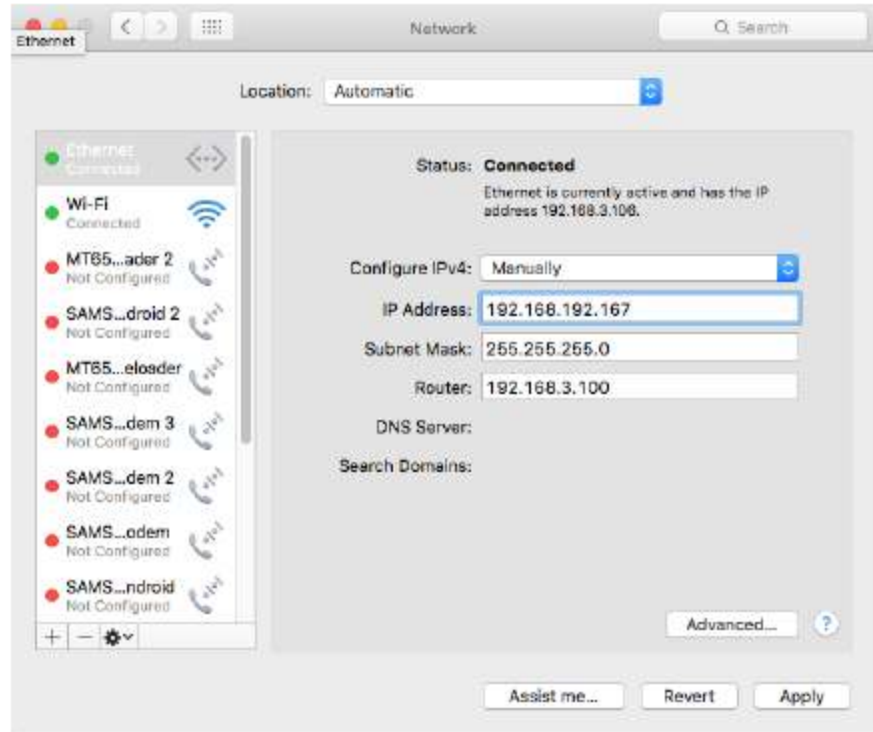 Ethernet
Network
Search
Location: Automatic
Ethernet
Connected
Wi-Fi
Connected
MT65...ader 2
Not Configured
SAMS...droid 2
Not Configured
MT65...eloader
Not Configured
SAMS...dem 3
Not Configured
SAMS...dem 2
Not Configured
SAMS...odem
Not Configured
SAMS...ndroid
Not Configured
Status: Connected
Ethernet is currently active and has the IP
address 192.168.3.106.
Configure IPv4: Manually
IP Address: 192.168.192.167
Subnet Mask: 255.255.255.0
Router: 192.168.3.100
DNS Server:
Search Domains:
Advanced...
?
Assist me...
Revert
Apply